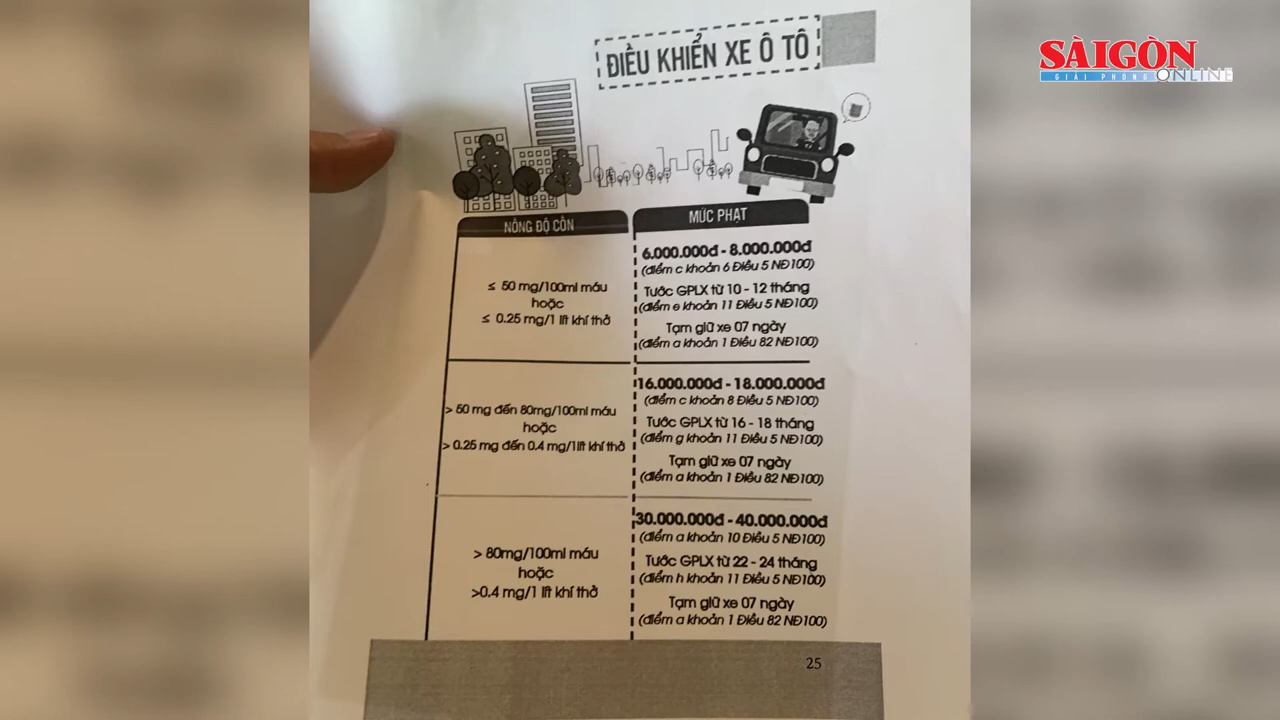 SÀI GÒN
GIẢI PHÓNG ONLINE
ĐIỀU KHIỂN XE Ô TÔ
NỒNG ĐỘ CỒN
MỨC PHẠT
≤ 50 mg/100ml máu
hoặc
≤ 0.25 mg/1 lít khí thở
6.000.000đ - 8.000.000đ
(điểm c khoản 6 Điều 5 NĐ100)
Tước GPLX từ 10 - 12 tháng
(điểm e khoản 11 Điều 5 NĐ100)
Tạm giữ xe 07 ngày
(điểm a khoản 1 Điều 82 NĐ100)
> 50 mg đến 80mg/100ml máu
hoặc
> 0.25 mg đến 0.4 mg/1lít khí thở
16.000.000đ - 18.000.000đ
(điểm c khoản 8 Điều 5 NĐ100)
Tước GPLX từ 16 - 18 tháng
(điểm g khoản 11 Điều 5 NĐ100)
Tạm giữ xe 07 ngày
(điểm a khoản 1 Điều 82 NĐ100)
> 80mg/100ml máu
hoặc
>0.4 mg/1 lít khí thở
30.000.000đ - 40.000.000đ
(điểm a khoản 10 Điều 5 NĐ100)
Tước GPLX từ 22 - 24 tháng
(điểm h khoản 11 Điều 5 NĐ100)
Tạm giữ xe 07 ngày
(điểm a khoản 1 Điều 82 NĐ100)
25